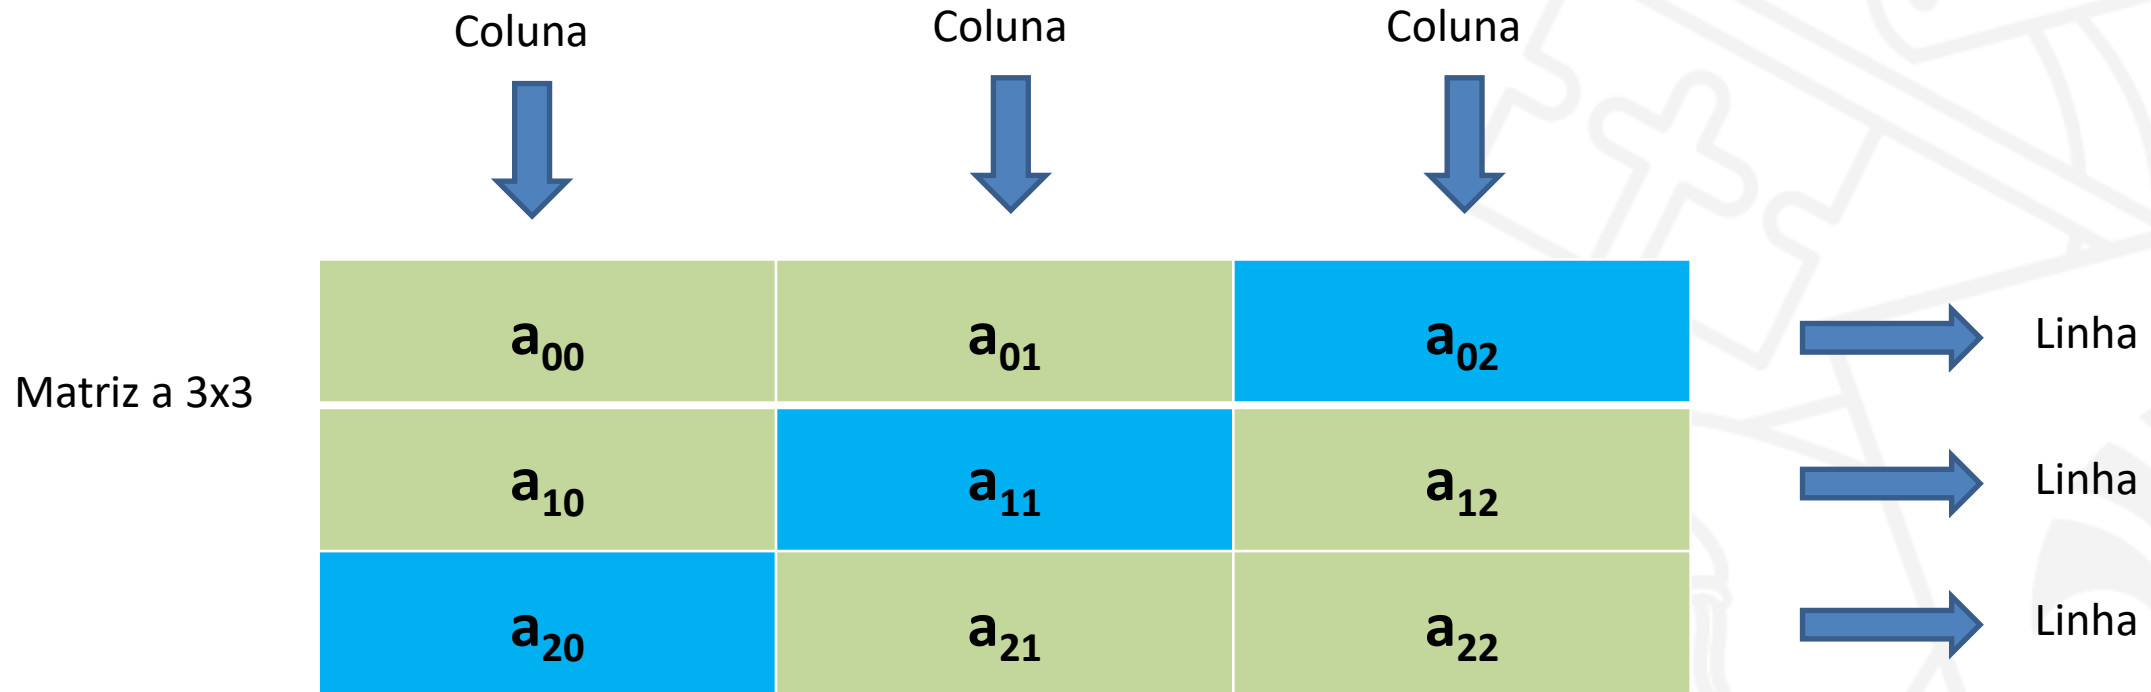 Coluna Coluna Coluna
a00 a01 a02 Linha
Matriz a 3x3
a10 a11 a12 Linha
a20 a21 a22 Linha